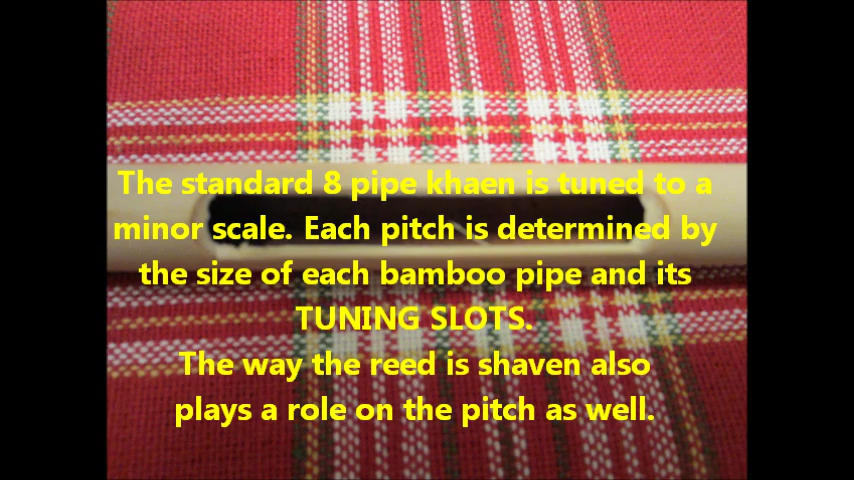 The standard 8 pipe khaen is tuned to a
minor scale. Each pitch is determined by
the size of each bamboo pipe and its
TUNING SLOTS.
The way the reed is shaven also
plays a role on the pitch as well.